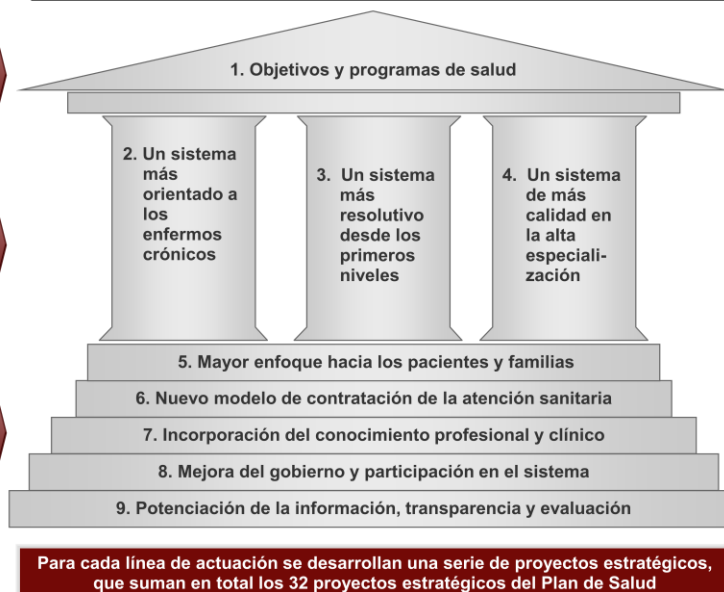 1. Objetivos y programas de salud
2. Un sistema
más
orientado a
los
enfermos
crónicos
3. Un sistema
más
resolutivo
desde los
primeros
niveles
4. Un sistema
de más
calidad en
la alta
especiali-
zación
5. Mayor enfoque hacia los pacientes y familias
6. Nuevo modelo de contratación de la atención sanitaria
7. Incorporación del conocimiento profesional y clínico
8. Mejora del gobierno y participación en el sistema
9. Potenciación de la información, transparencia y evaluación
Para cada línea de actuación se desarrollan una serie de proyectos estratégicos,
que suman en total los 32 proyectos estratégicos del Plan de Salud